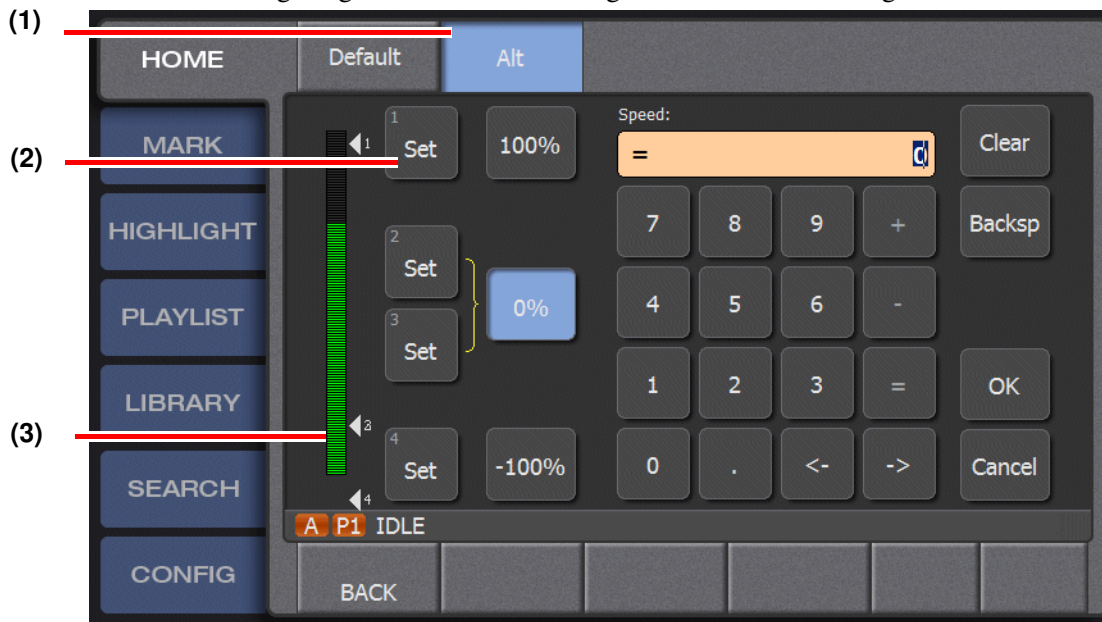 (1)
HOME
Default
Alt
MARK
HIGHLIGHT
PLAYLIST
LIBRARY
SEARCH
CONFIG
(2)
(3)
1
1
Set
100%
2
Set
3
Set
0%
4
Set
-100%
4
Speed:
= 0
Clear
7 8 9 + Backsp
4 5 6 -
1 2 3 = OK
0 . <- -> Cancel
A P1 IDLE
BACK